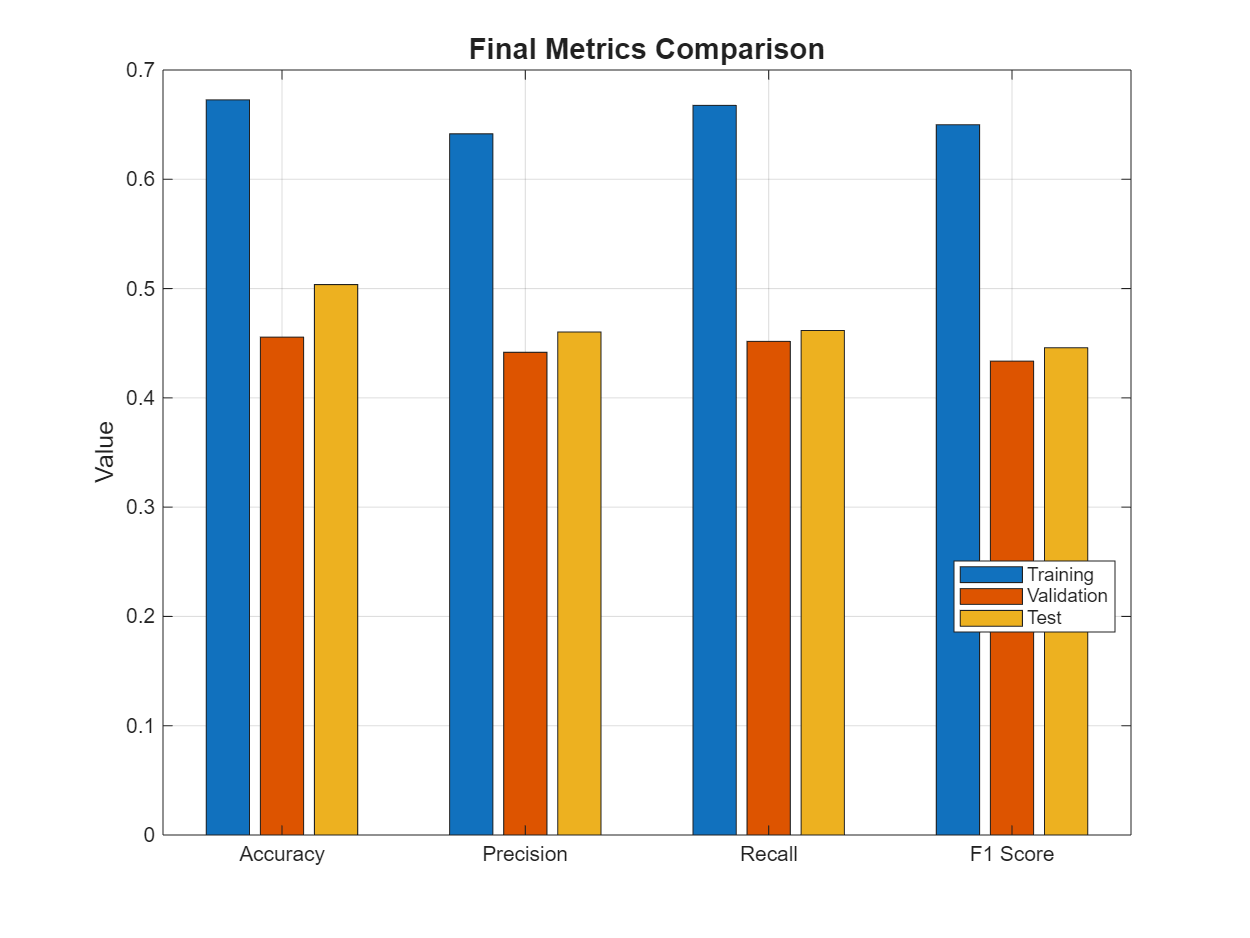 Final Metrics Comparison
0.7
0.6
0.5
0.4
0.3
0.2
0.1
0
Value
Accuracy Precision Recall F1 Score
Training
Validation
Test